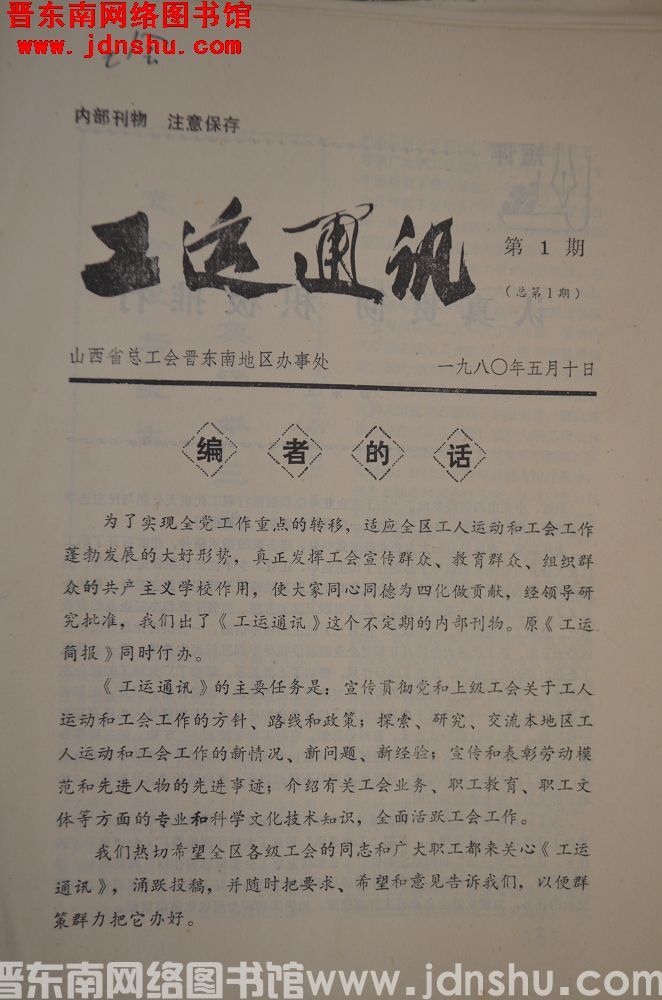 晋东南网络图书馆
www.jdnshu.com
内部刊物 注意保存
工运通讯
第1期
（总第1期）
山西省总工会晋东南地区办事处 一九八〇年五月十日
编者的话
为了实现全党工作重点的转移，适应全区工人运动和工会工作
蓬勃发展的大好形势，真正发挥工会宣传群众、教育群众、组织群
众的共产主义学校作用，使大家同心同德为四化做贡献，经领导研
究批准，我们出了《工运通讯》这个不定期的内部刊物。原《工运
简报》同时仃办。
《工运通讯》的主要任务是：宣传贯彻党和上级工会关于工人
运动和工会工作的方针、路线和政策；探索、研究、交流本地区工
人运动和工会工作的新情况、新问题、新经验；宣传和表彰劳动模
范和先进人物的先进事迹；介绍有关工会业务、职工教育、职工文
体等方面的专业和科学文化技术知识，全面活跃工会工作。
我们热切希望全区各级工会的同志和广大职工都来关心《工运
通讯》，涌跃投稿，并随时把要求、希望和意见告诉我们，以便群
策群力把它办好。
晋东南网络图书馆www.jdnshu.com